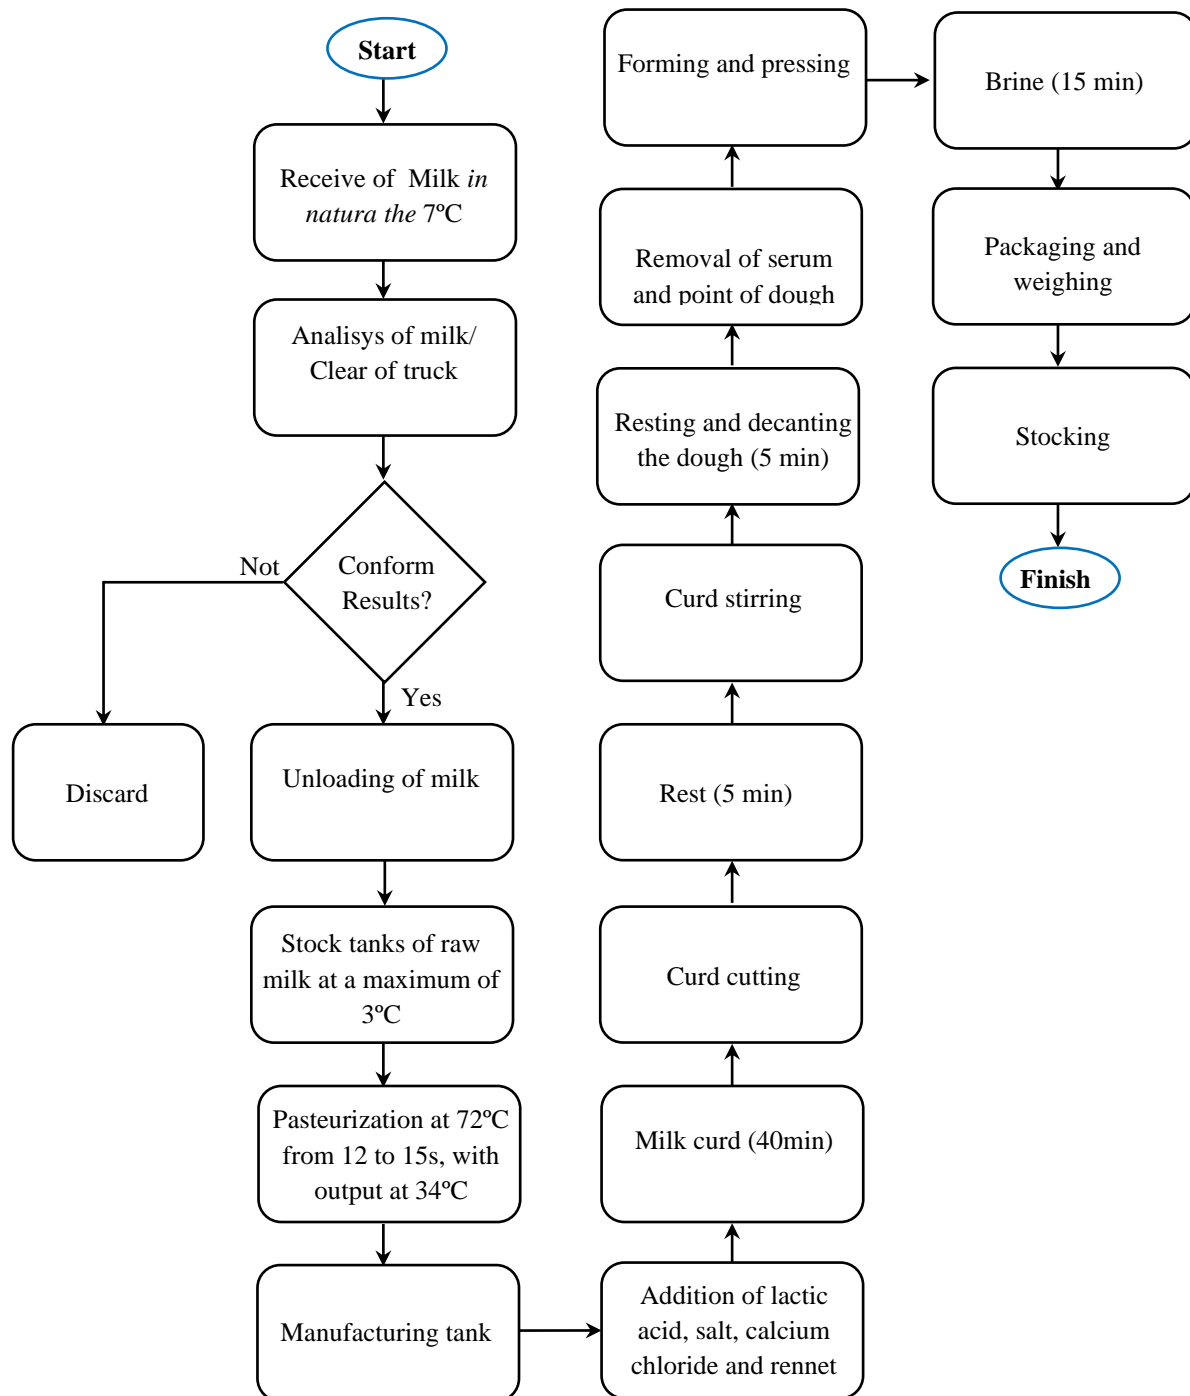 Start
Receive of Milk in
natura the 7ºC
Analisys of milk/
Clear of truck
Conform
Results?
Not
Yes
Discard
Unloading of milk
Stock tanks of raw
milk at a maximum of
3ºC
Pasteurization at 72ºC
from 12 to 15s, with
output at 34ºC
Manufacturing tank
Addition of lactic
acid, salt, calcium
chloride and rennet
Milk curd (40min)
Curd cutting
Rest (5 min)
Curd stirring
Resting and decanting
the dough (5 min)
Removal of serum
and point of dough
Forming and pressing
Brine (15 min)
Packaging and
weighing
Stocking
Finish